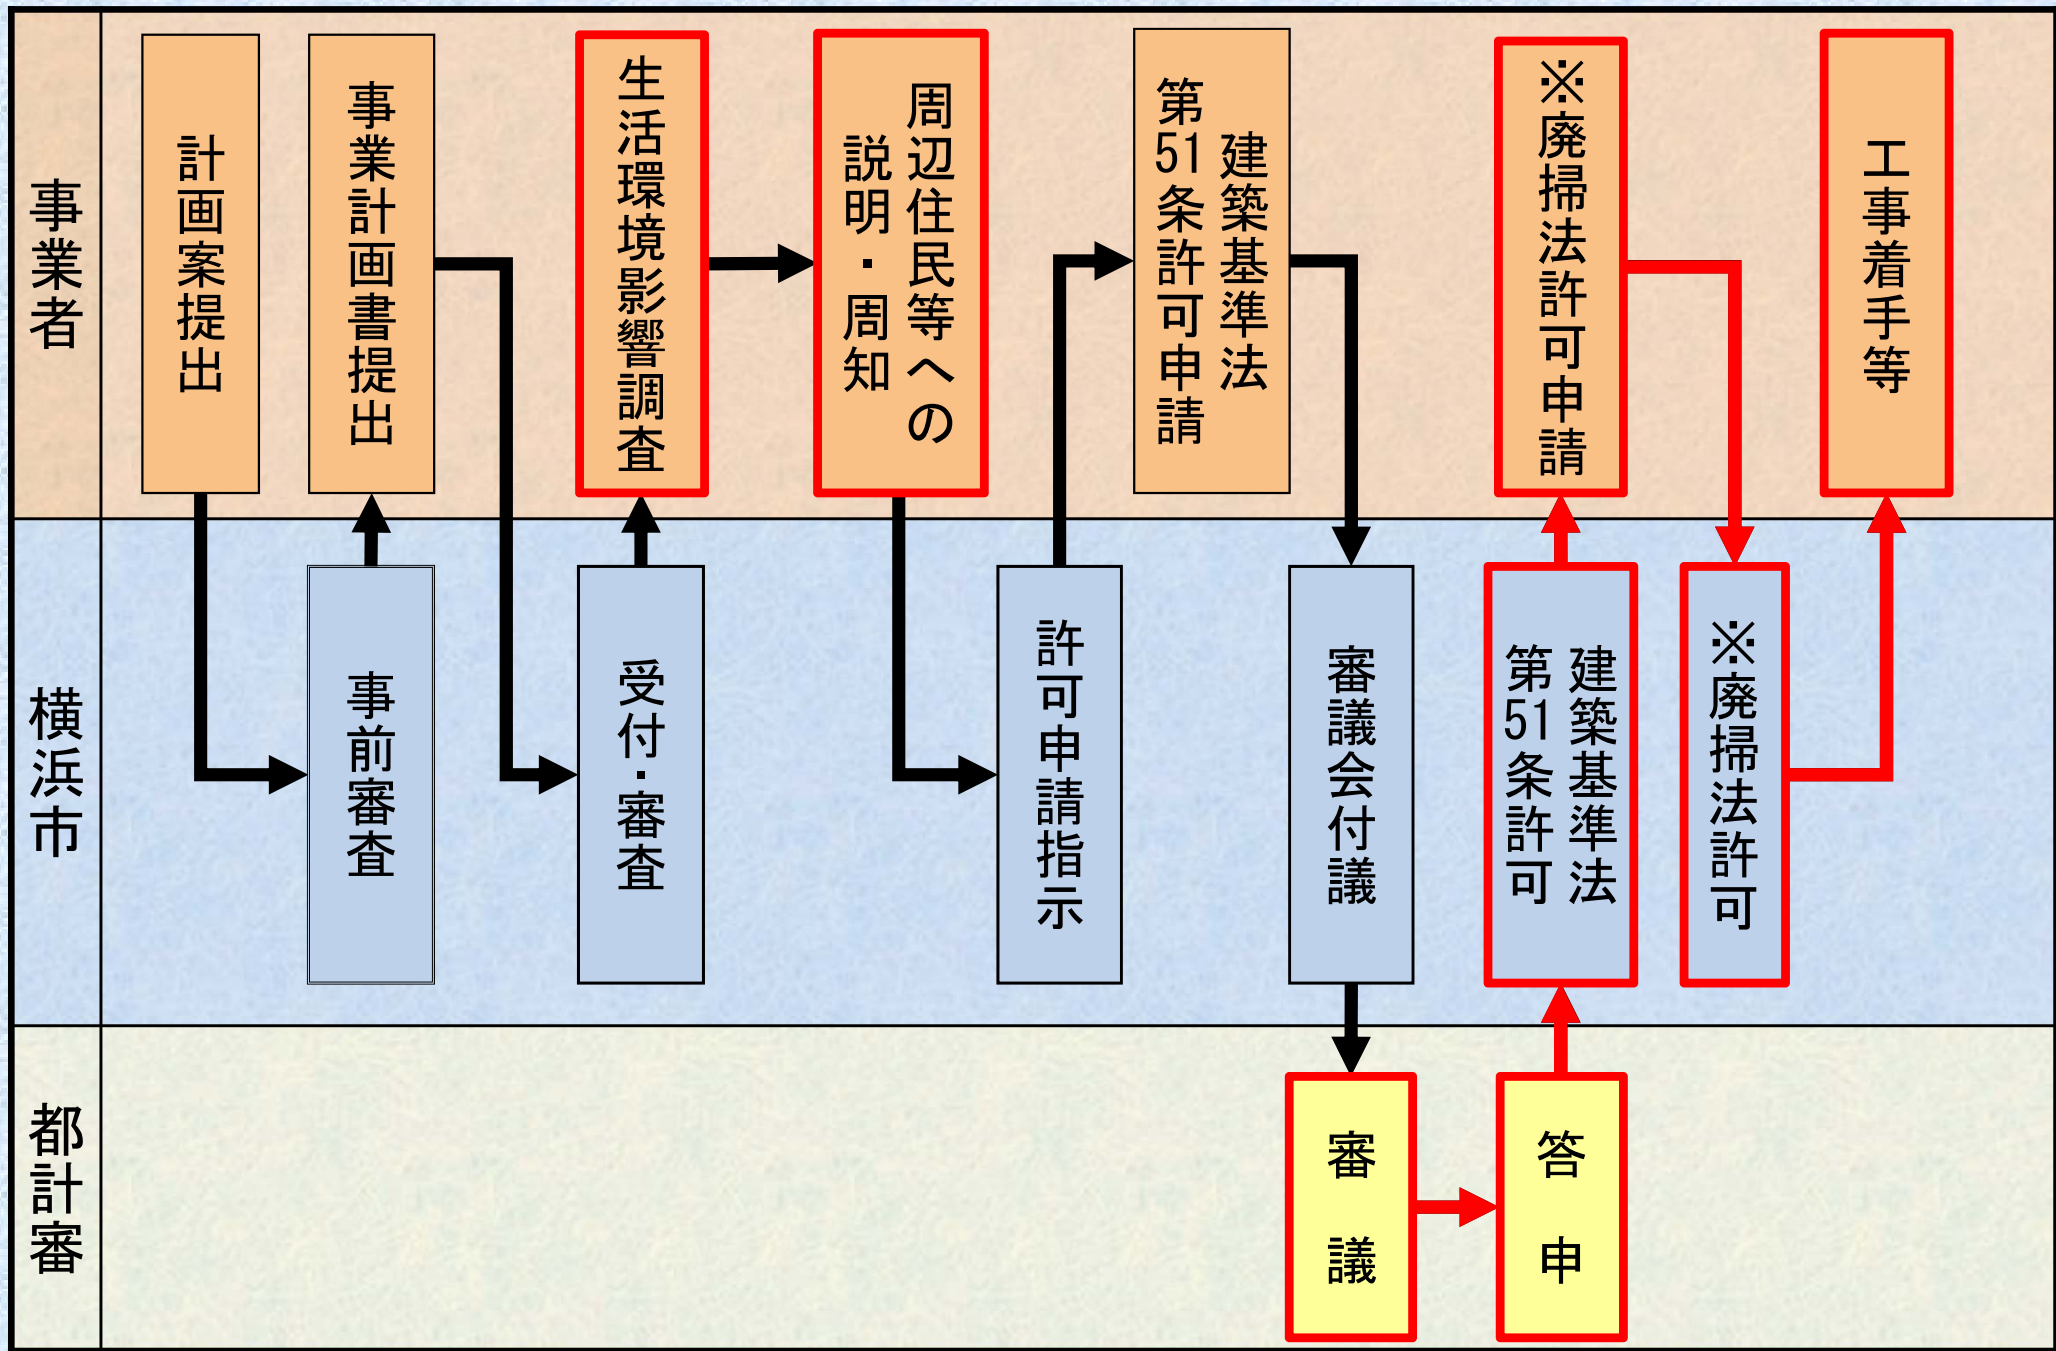 事業者
計画案提出
事業計画書提出
生活環境影響調査
周辺住民等への
説明・周知
建築基準法
第51条許可申請
※廃掃法許可申請
工事着手等
横浜市
事前審査
受付・審査
許可申請指示
審議会付議
建築基準法
第51条許可
※廃掃法許可
都計審
審議
答申